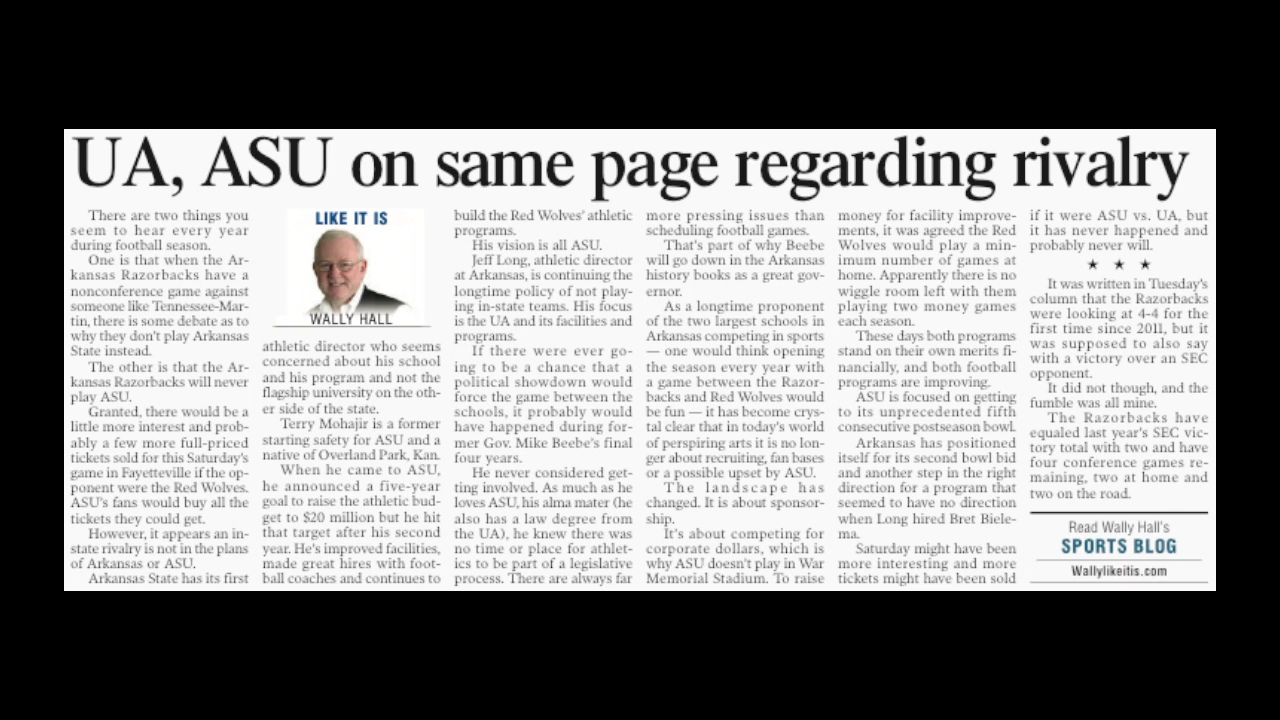 UA, ASU on same page regarding rivalry
There are two things you
seem to hear every year
during football season.
One is that when the Ar-
kansas Razorbacks have a
nonconference game against
someone like Tennessee-Mar-
tin, there is some debate as to
why they don't play Arkansas
State instead.
The other is that the Ar-
kansas Razorbacks will never
play ASU.
Granted, there would be a
little more interest and prob-
ably a few more full-priced
tickets sold for this Saturday's
game in Fayetteville if the op-
ponent were the Red Wolves.
ASU's fans would buy all the
tickets they could get.
However, it appears an in-
state rivalry is not in the plans
of Arkansas or ASU.
Arkansas State has its first
LIKE IT IS
WALLY HALL
athletic director who seems
concerned about his school
and his program and not the
flagship university on the oth-
er side of the state.
Terry Mohajir is a former
starting safety for ASU and a
native of Overland Park, Kan.
When he came to ASU,
he announced a five-year
goal to raise the athletic bud-
get to $20 million but he hit
that target after his second
year. He's improved facilities,
made great hires with foot-
ball coaches and continues to
build the Red Wolves' athletic
programs.
His vision is all ASU.
Jeff Long, athletic director
at Arkansas, is continuing the
longtime policy of not play-
ing in-state teams. His focus
is the UA and its facilities and
programs.
If there were ever go-
ing to be a chance that a
political showdown would
force the game between the
schools, it probably would
have happened during for-
mer Gov. Mike Beebe's final
four years.
He never considered get-
ting involved. As much as he
loves ASU, his alma mater (he
also has a law degree from
the UA), he knew there was
no time or place for athlet-
ics to be part of a legislative
process. There are always far
more pressing issues than
scheduling football games.
That's part of why Beebe
will go down in the Arkansas
history books as a great gov-
ernor.
As a longtime proponent
of the two largest schools in
Arkansas competing in sports
— one would think opening
the season every year with
a game between the Razor-
backs and Red Wolves would
be fun — it has become crys-
tal clear that in today's world
of perspiring arts it is no lon-
ger about recruiting, fan bases
or a possible upset by ASU.
The landscape has
changed. It is about sponsor-
ship.
It's about competing for
corporate dollars, which is
why ASU doesn't play in War
Memorial Stadium. To raise
money for facility improve-
ments, it was agreed the Red
Wolves would play a min-
imum number of games at
home. Apparently there is no
wiggle room left with them
playing two money games
each season.
These days both programs
stand on their own merits fi-
nancially, and both football
programs are improving.
ASU is focused on getting
to its unprecedented fifth
consecutive postseason bowl.
Arkansas has positioned
itself for its second bowl bid
and another step in the right
direction for a program that
seemed to have no direction
when Long hired Bret Biele-
ma.
Saturday might have been
more interesting and more
tickets might have been sold
if it were ASU vs. UA, but
it has never happened and
probably never will.
★ ★ ★
It was written in Tuesday's
column that the Razorbacks
were looking at 4-4 for the
first time since 2011, but it
was supposed to also say
with a victory over an SEC
opponent.
It did not though, and the
fumble was all mine.
The Razorbacks have
equaled last year's SEC vic-
tory total with two and have
four conference games re-
maining, two at home and
two on the road.
Read Wally Hall's
SPORTS BLOG
Wallylikeitis.com